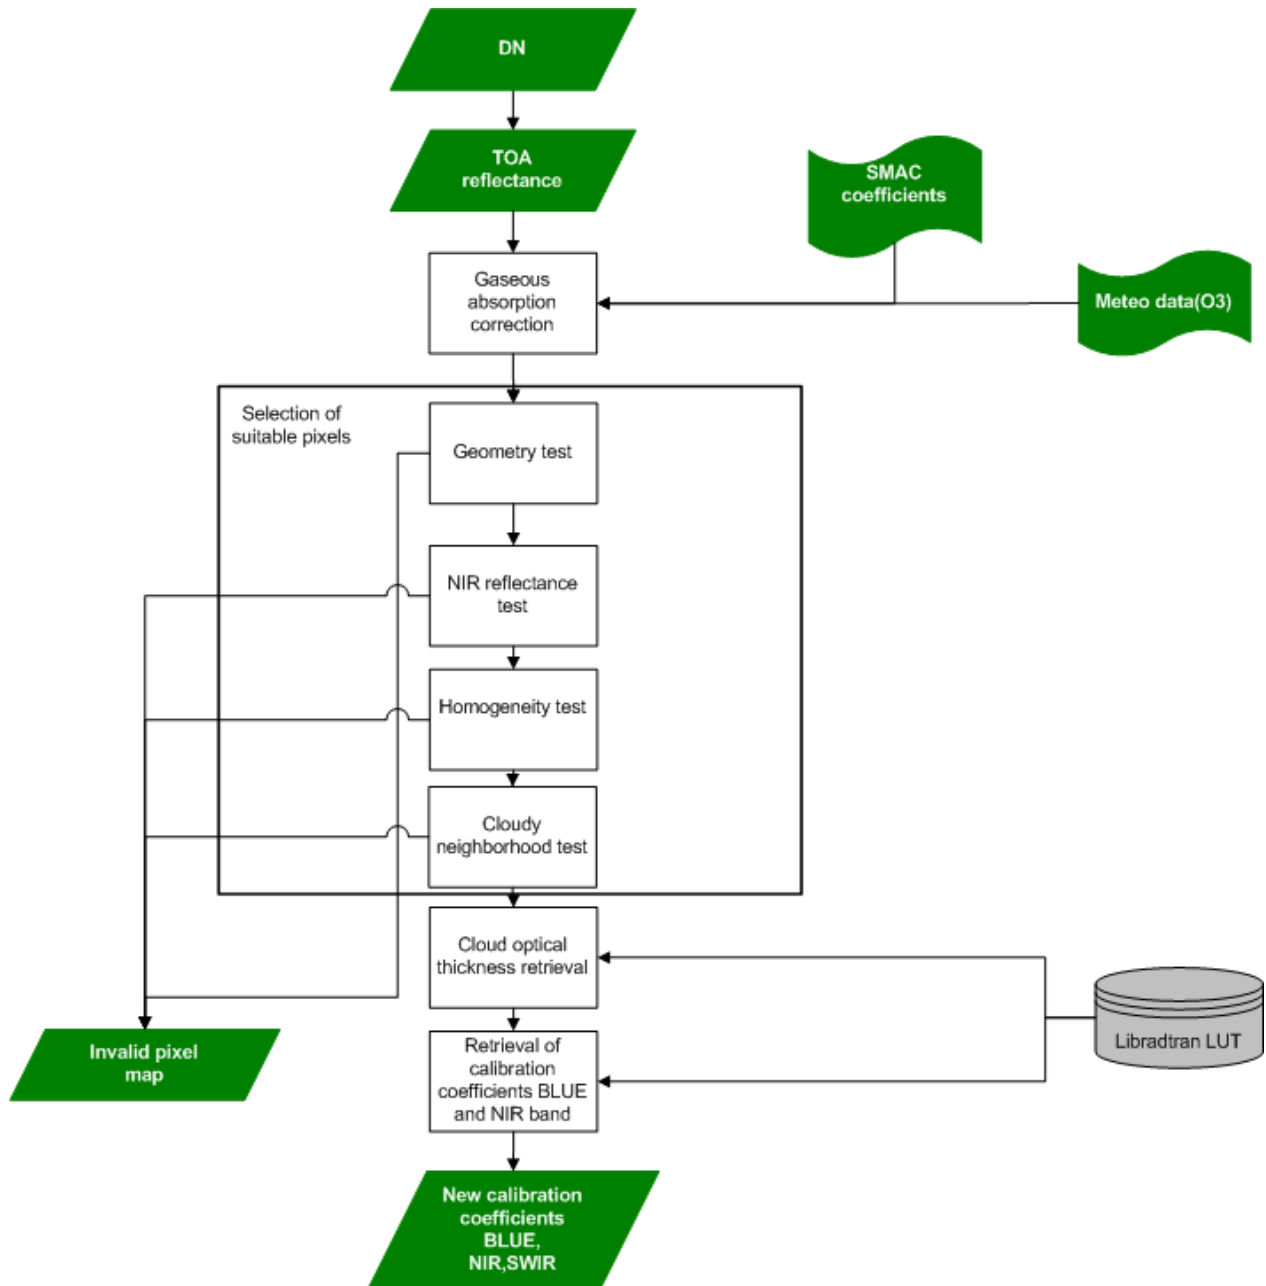 DN
TOA
reflectance
SMAC
coefficients
Gaseous
absorption
correction
Meteo data(O3)
Selection of
suitable pixels
Geometry test
NIR reflectance
test
Homogeneity test
Cloudy
neighborhood test
Cloud optical
thickness retrieval
Libradtran LUT
Invalid pixel
map
Retrieval of
calibration
coefficients BLUE
and NIR band
New calibration
coefficients
BLUE,
NIR,SWIR